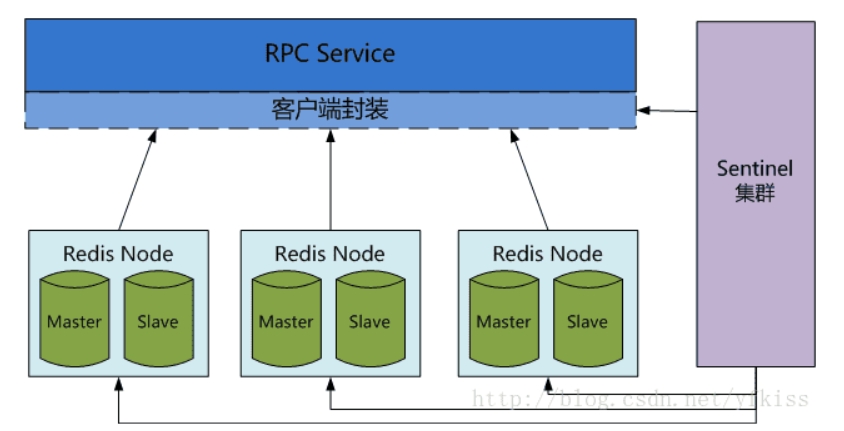 RPC Service
客户端封装
Sentinel
集群
Redis Node
Master
Slave
Redis Node
Master
Slave
Redis Node
Master
Slave
http://blog.csdn.net/yfkiss